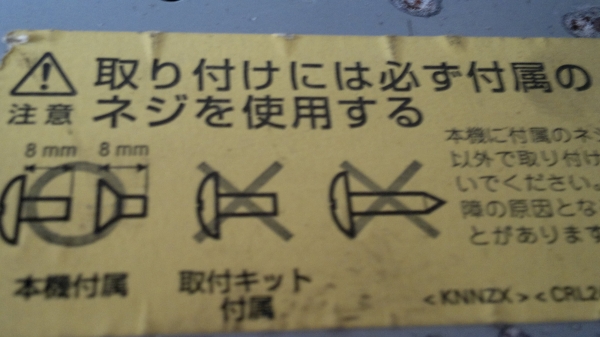 取り付けには必ず付属の
注意
ネジを使用する
8 mm 8 mm
本機に付属のネジ
以外で取り付け
いでください。
障の原因とな
とがあります
本機付属
取付キット
付属
<KNNZX> <CRL2